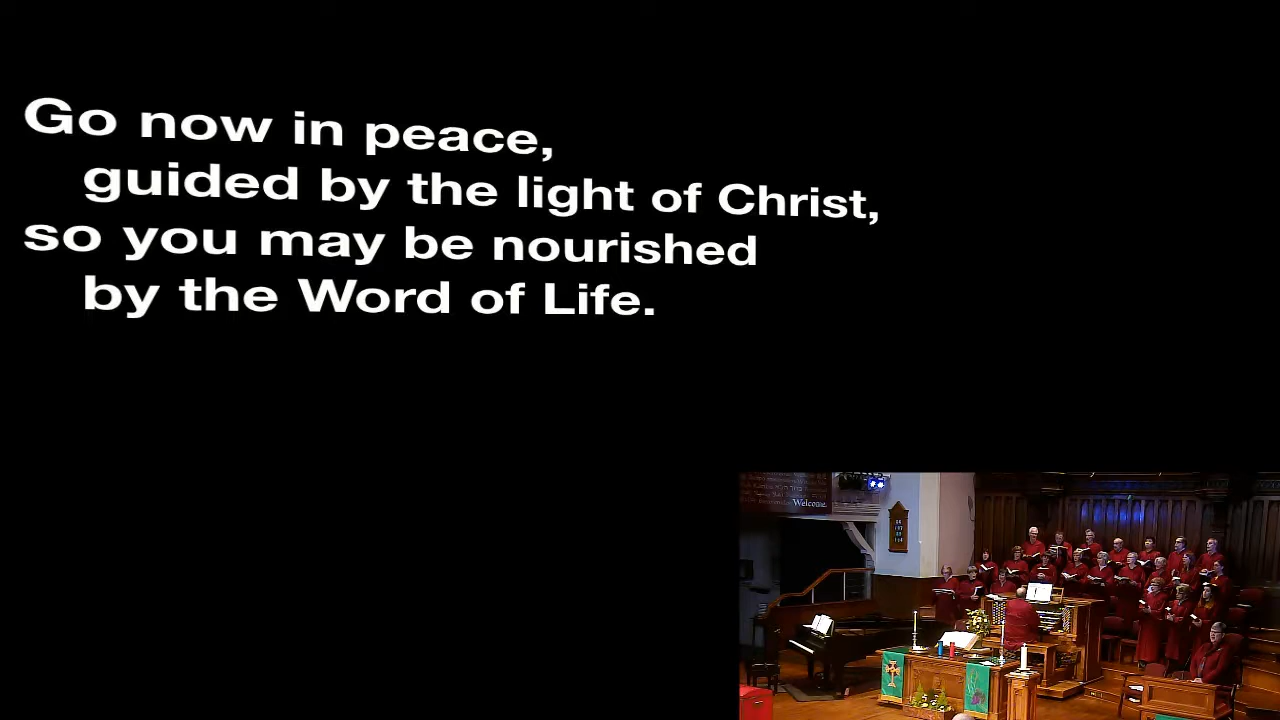 Go now in peace,
guided by the light of Christ,
so you may be nourished
by the Word of Life.
Welcome.